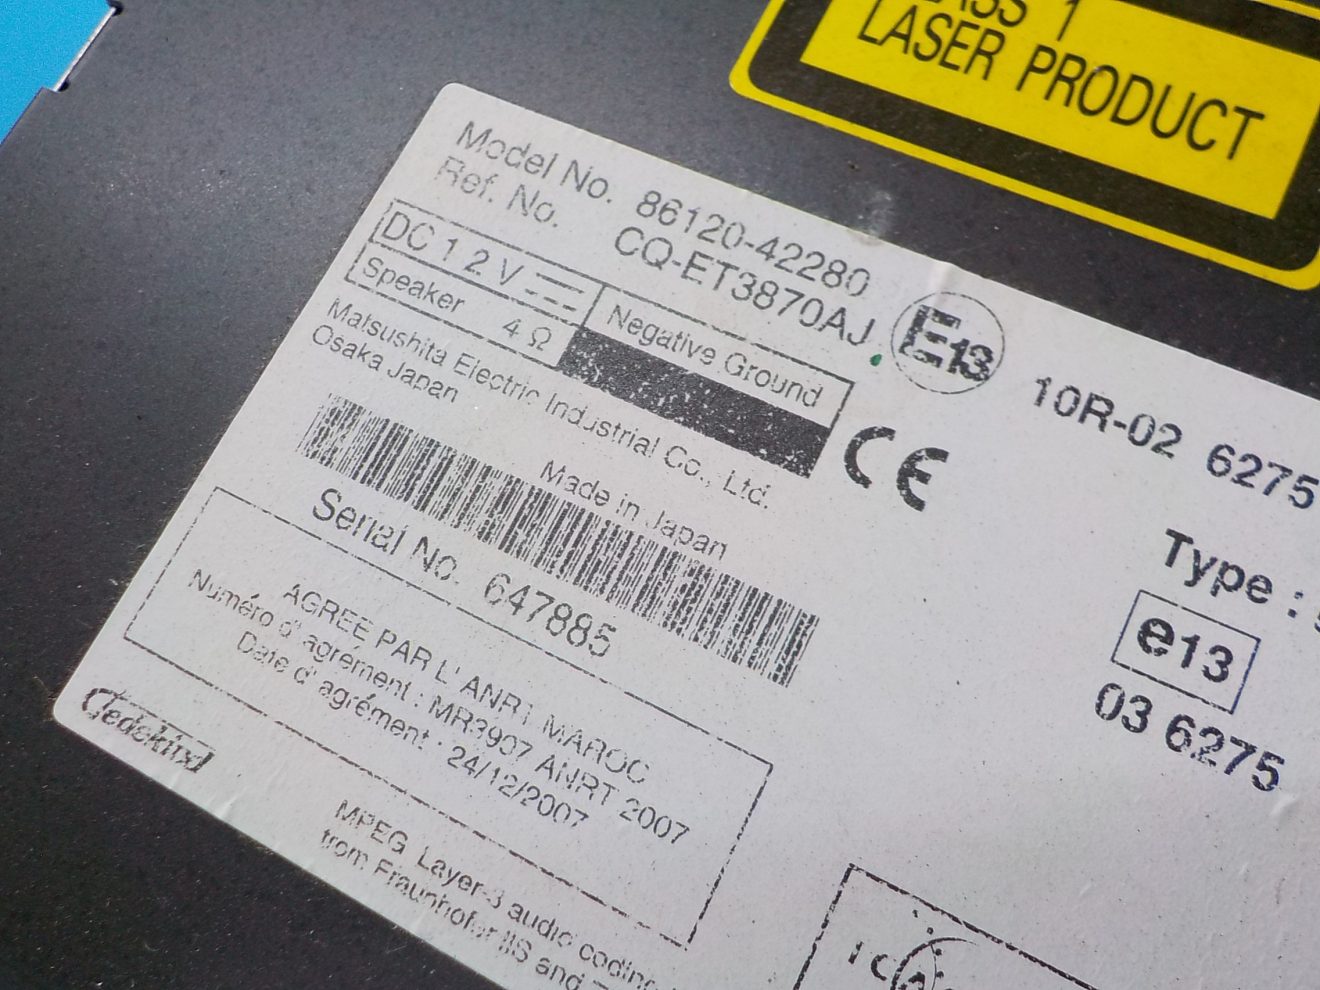 CLASS 1
LASER PRODUCT
Model No. 86120-42280
Ref. No. CQ-ET3870AJ
DC 12V
Negative Ground
Speaker 4 Ω
Matsushita Electric Industrial Co., Ltd.
Osaka Japan
Made in Japan
Serial No. 647885
E13
10R-02 6275
CE
Type :
e13
03 6275
AGREE PAR L' ANRT MAROC
Numéro d' agrément : MR3907 ANRT 2007
Date d' agrément : 24/12/2007
MPEG Layer-3 audio coding
from Fraunhofer IIS and